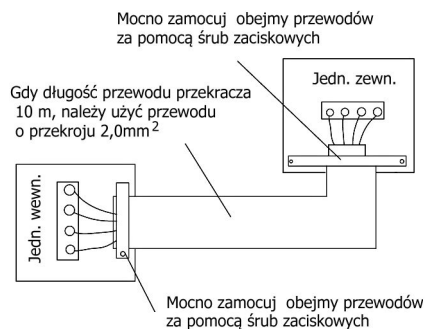 Mocno zamocuj obejmy przewodów
za pomocą śrub zaciskowych
Jedn. zewn.
Gdy długość przewodu przekracza
10 m, należy użyć przewodu
o przekroju 2,0mm²
Jedn. wewn.
Mocno zamocuj obejmy przewodów
za pomocą śrub zaciskowych